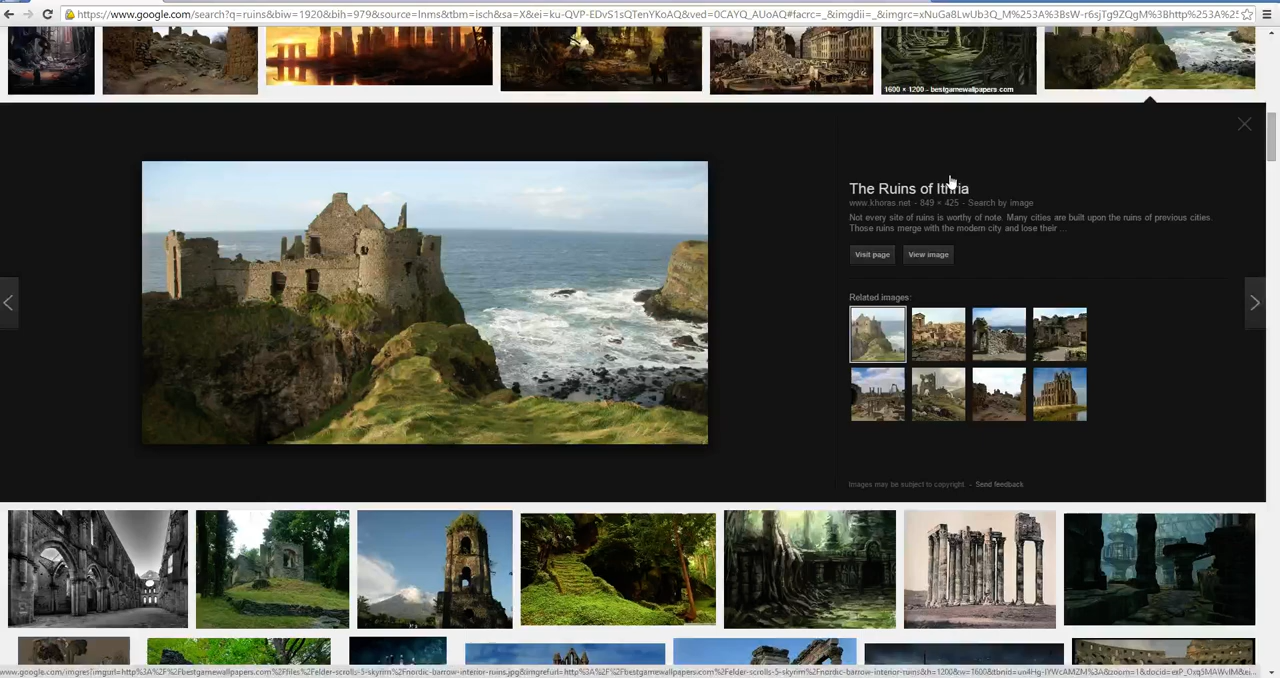 https://www.google.com/search?q=ruins&biw=1920&bih=979&source=lnms&tbm=isch&sa=X&ei=ku-QVP-EDvS1sQTenYKoAQ&ved=0CAYQ_AUoAQ#facrc=_&imgdii=_&imgrc=xNuGa8LwUb3Q_M%253A%3BsW-r6sjTg9ZQgM%3Bhttp%253A%2
1600 × 1200 - bestgamewallpapers.com
The Ruins of Ithria
www.khoras.net - 849 × 425 - Search by image
Not every site of ruins is worthy of note. Many cities are built upon the ruins of previous cities.
Those ruins merge with the modern city and lose their ...
Visit page
View image
Related images:
Images may be subject to copyright. - Send feedback